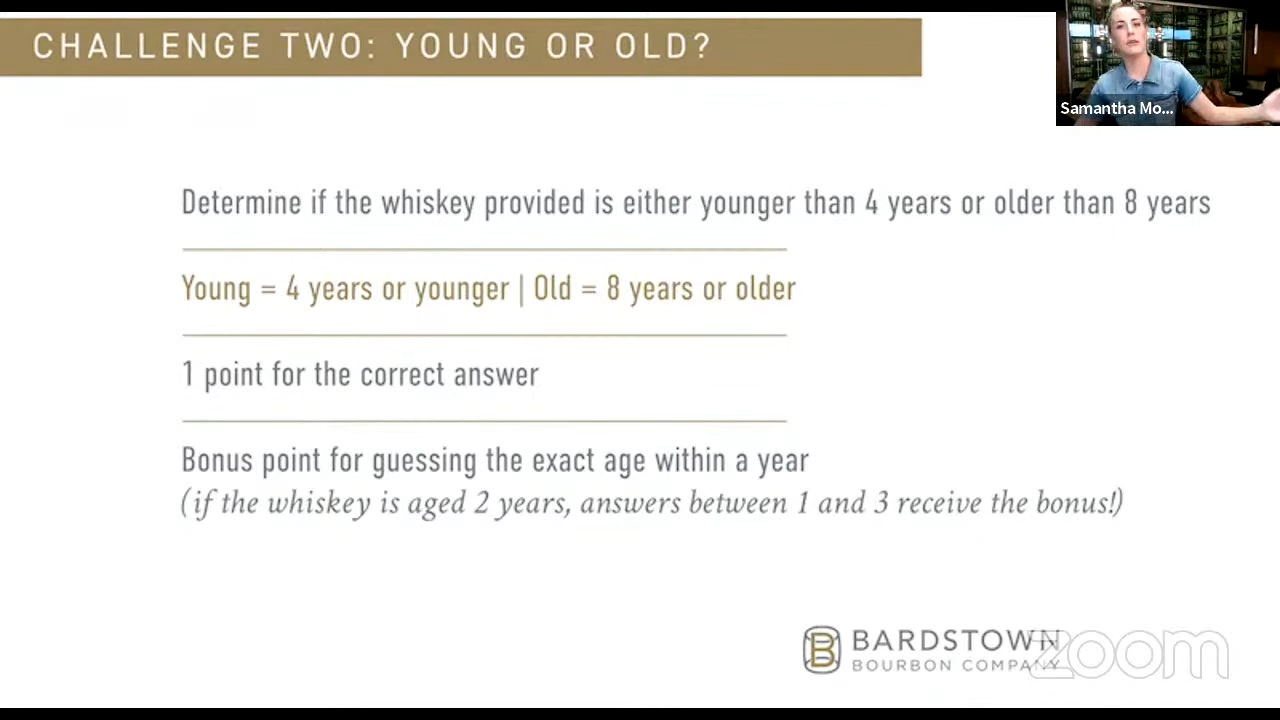 CHALLENGE TWO: YOUNG OR OLD?
Samantha Mo...
Determine if the whiskey provided is either younger than 4 years or older than 8 years
Young = 4 years or younger | Old = 8 years or older
1 point for the correct answer
Bonus point for guessing the exact age within a year
(if the whiskey is aged 2 years, answers between 1 and 3 receive the bonus!)
B BARDSTOWN
BOURBON COMPANY
zoom